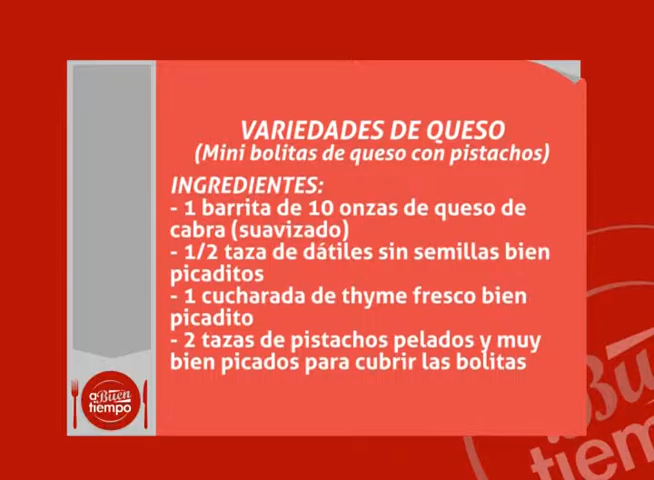 VARIEDADES DE QUESO
(Mini bolitas de queso con pistachos)
INGREDIENTES:
- 1 barrita de 10 onzas de queso de
cabra (suavizado)
- 1/2 taza de dátiles sin semillas bien
picaditos
- 1 cucharada de thyme fresco bien
picadito
- 2 tazas de pistachos pelados y muy
bien picados para cubrir las bolitas
a Buen
tiempo
Buen
tiempo